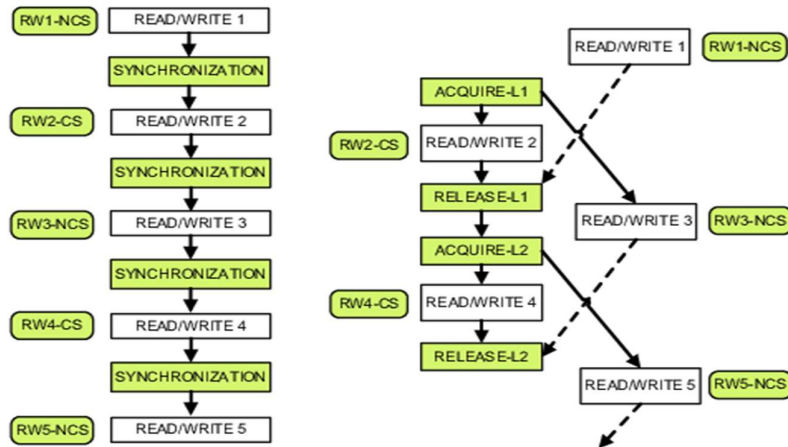 RW1-NCS
READ/WRITE 1
SYNCHRONIZATION
RW2-CS
READ/WRITE 2
SYNCHRONIZATION
RW3-NCS
READ/WRITE 3
SYNCHRONIZATION
RW4-CS
READ/WRITE 4
SYNCHRONIZATION
RW5-NCS
READ/WRITE 5
READ/WRITE 1
RW1-NCS
ACQUIRE-L1
RW2-CS
READ/WRITE 2
RELEASE-L1
READ/WRITE 3
RW3-NCS
ACQUIRE-L2
RW4-CS
READ/WRITE 4
RELEASE-L2
READ/WRITE 5
RW5-NCS